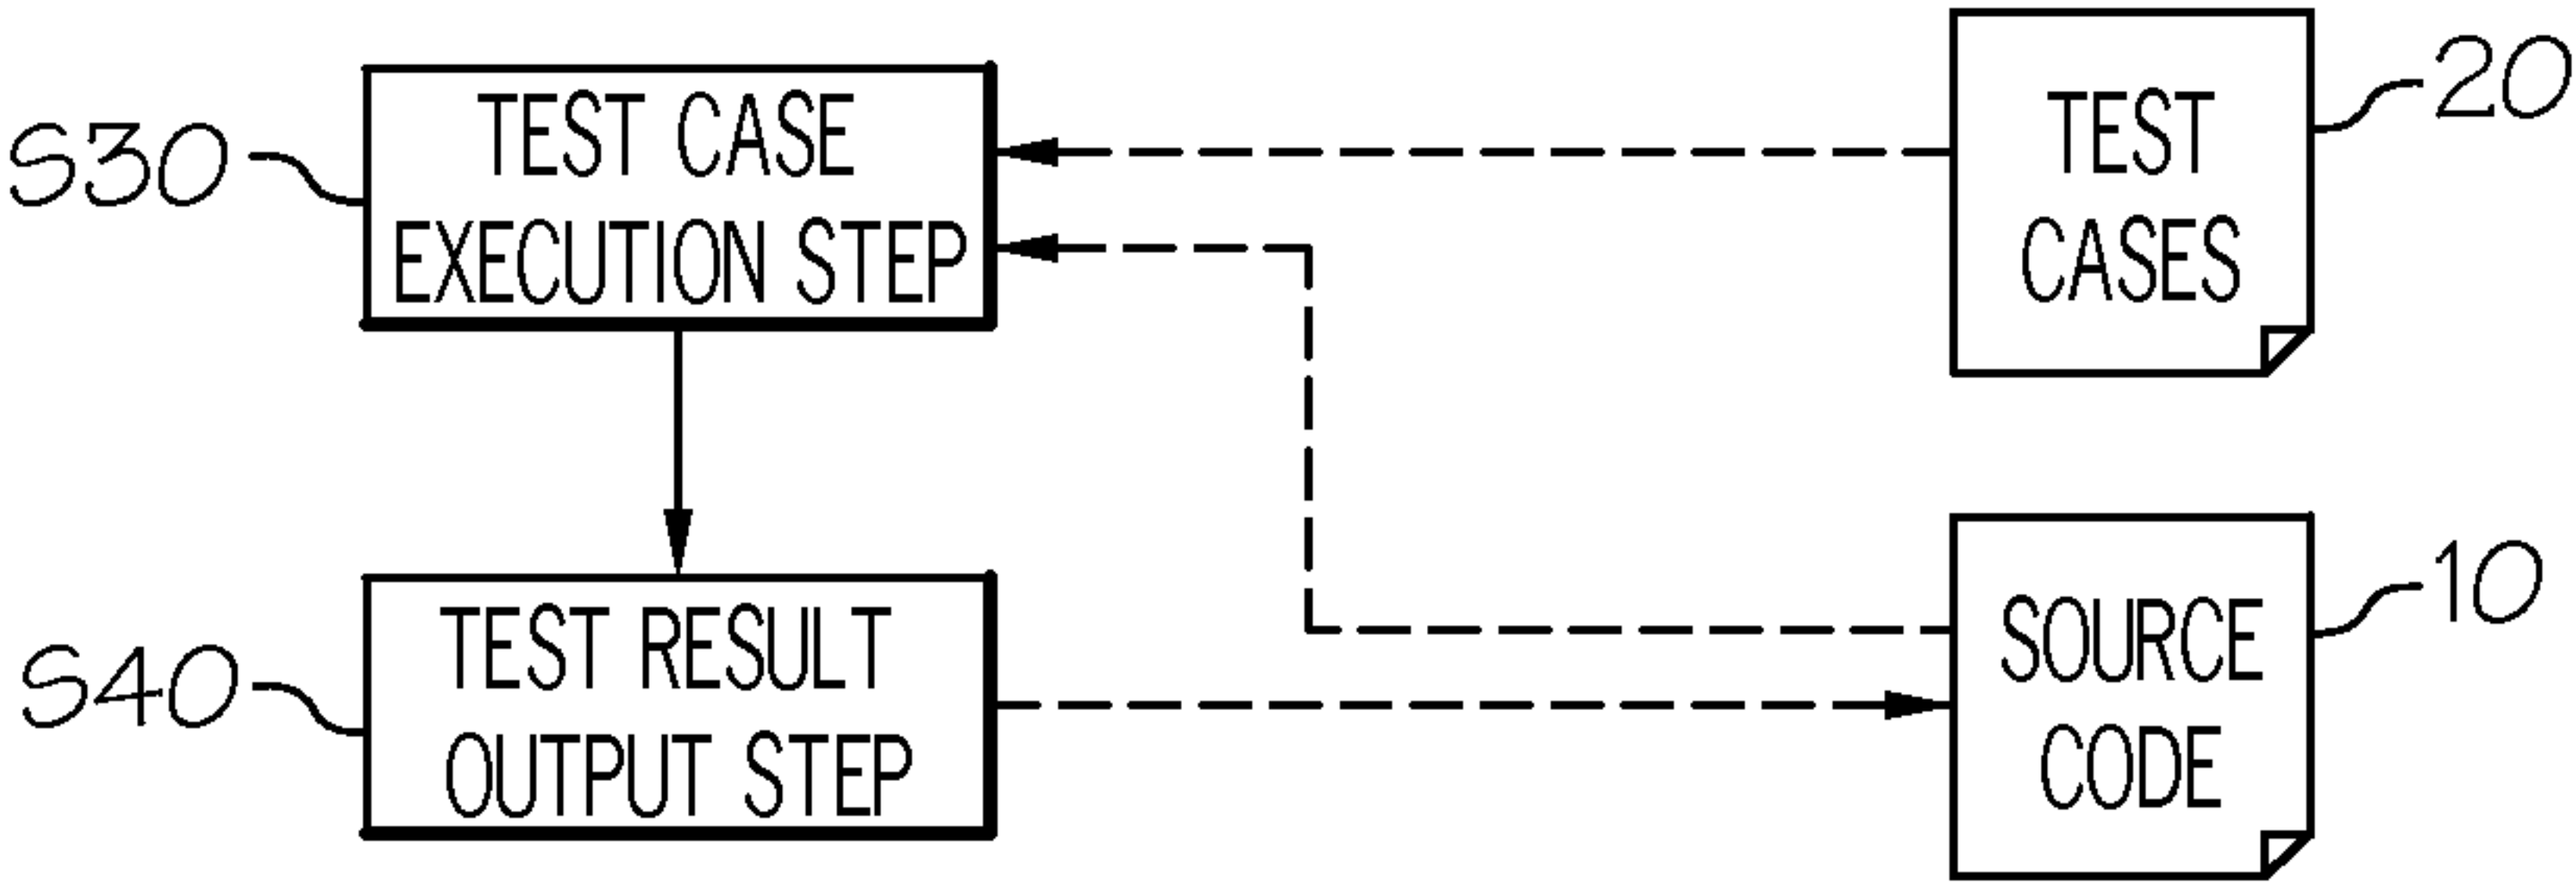 S30
TEST CASE
EXECUTION STEP
TEST
CASES
20
S40
TEST RESULT
OUTPUT STEP
SOURCE
CODE
10